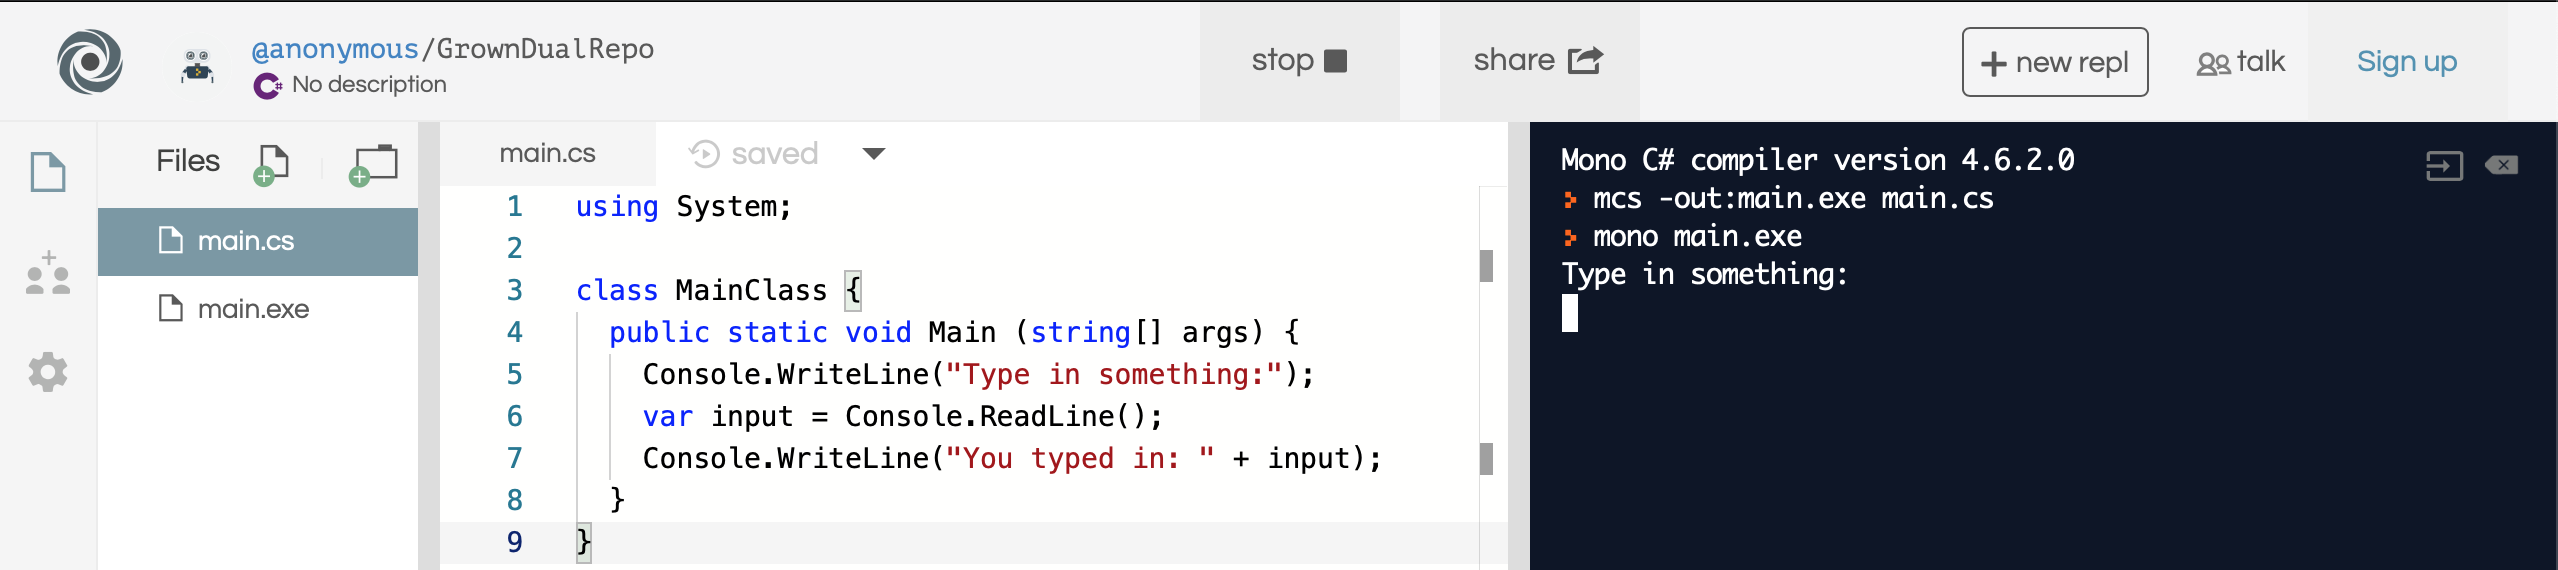 @anonymous/GrownDualRepo
C# No description
stop
share
+ new repl
talk
Sign up
Files
main.cs
main.exe
main.cs
saved
1 using System;
2
3 class MainClass {
4 public static void Main (string[] args) {
5 Console.WriteLine("Type in something:");
6 var input = Console.ReadLine();
7 Console.WriteLine("You typed in: " + input);
8 }
9 }
Mono C# compiler version 4.6.2.0
mcs -out:main.exe main.cs
mono main.exe
Type in something: